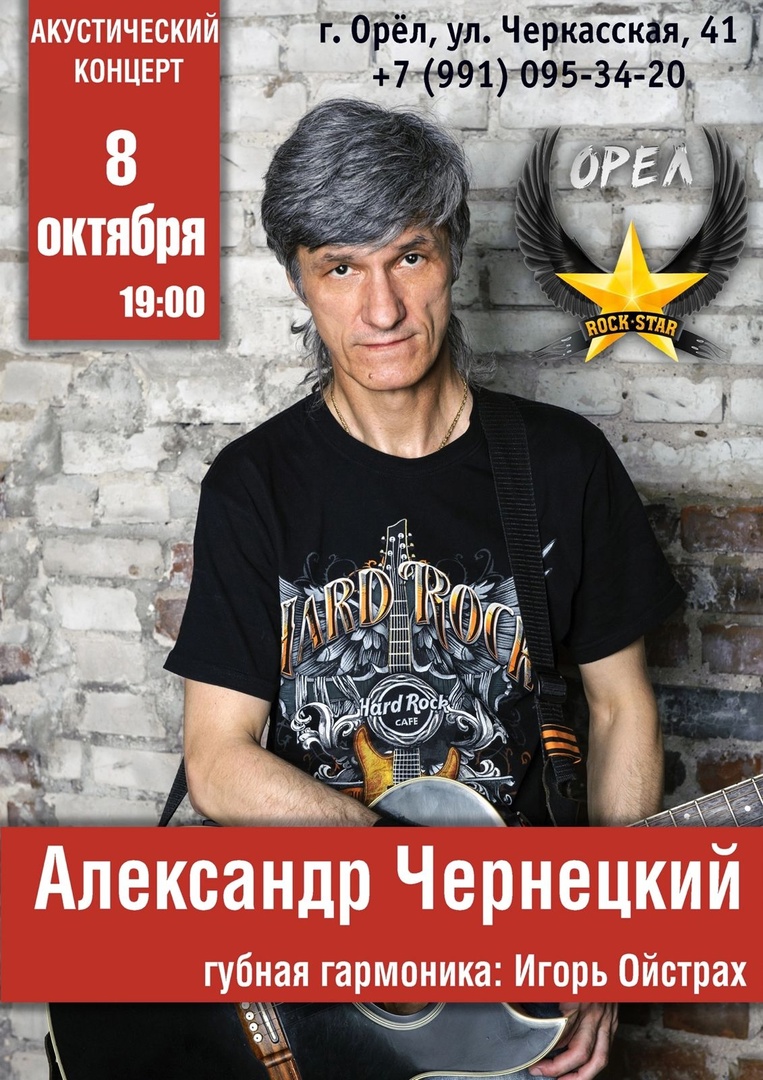 АКУСТИЧЕСКИЙ
КОНЦЕРТ
8
октября
19:00
г. Орёл, ул. Черкасская, 41
+7 (991) 095-34-20
ОРЕЛ
ROCK·STAR
HARD ROCK
Hard Rock
CAFE
Александр Чернецкий
губная гармоника: Игорь Ойстрах